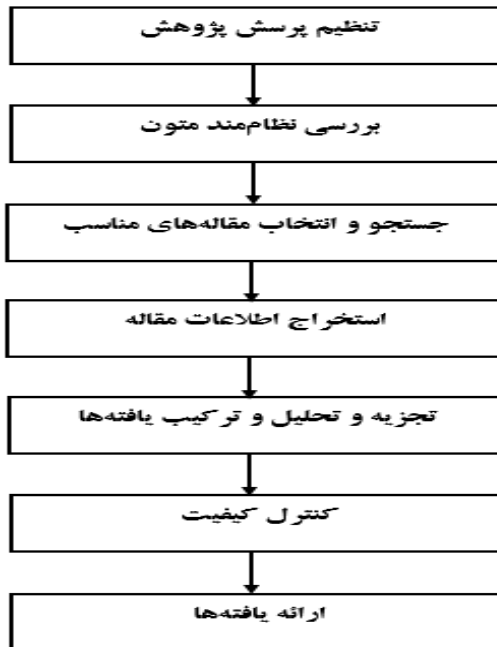 تنظیم پرسش پژوهش
بررسی نظام‌مند متون
جستجو و انتخاب مقاله‌های مناسب
استخراج اطلاعات مقاله
تجزیه و تحلیل و ترکیب یافته‌ها
کنترل کیفیت
ارائه یافته‌ها